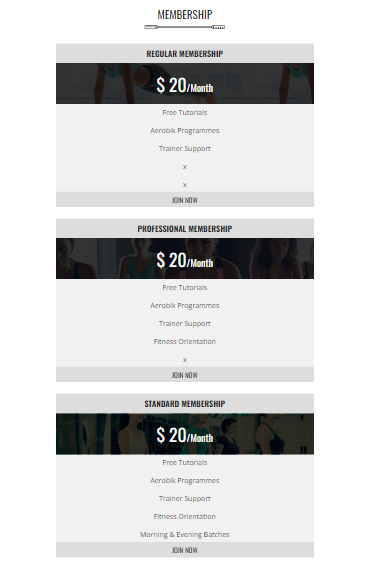 MEMBERSHIP
REGULAR MEMBERSHIP
$ 20/Month
Free Tutorials
Aerobik Programmes
Trainer Support
x
x
JOIN NOW
PROFESSIONAL MEMBERSHIP
$ 20/Month
Free Tutorials
Aerobik Programmes
Trainer Support
Fitness Orientation
x
JOIN NOW
STANDARD MEMBERSHIP
$ 20/Month
Free Tutorials
Aerobik Programmes
Trainer Support
Fitness Orientation
Morning & Evening Batches
JOIN NOW